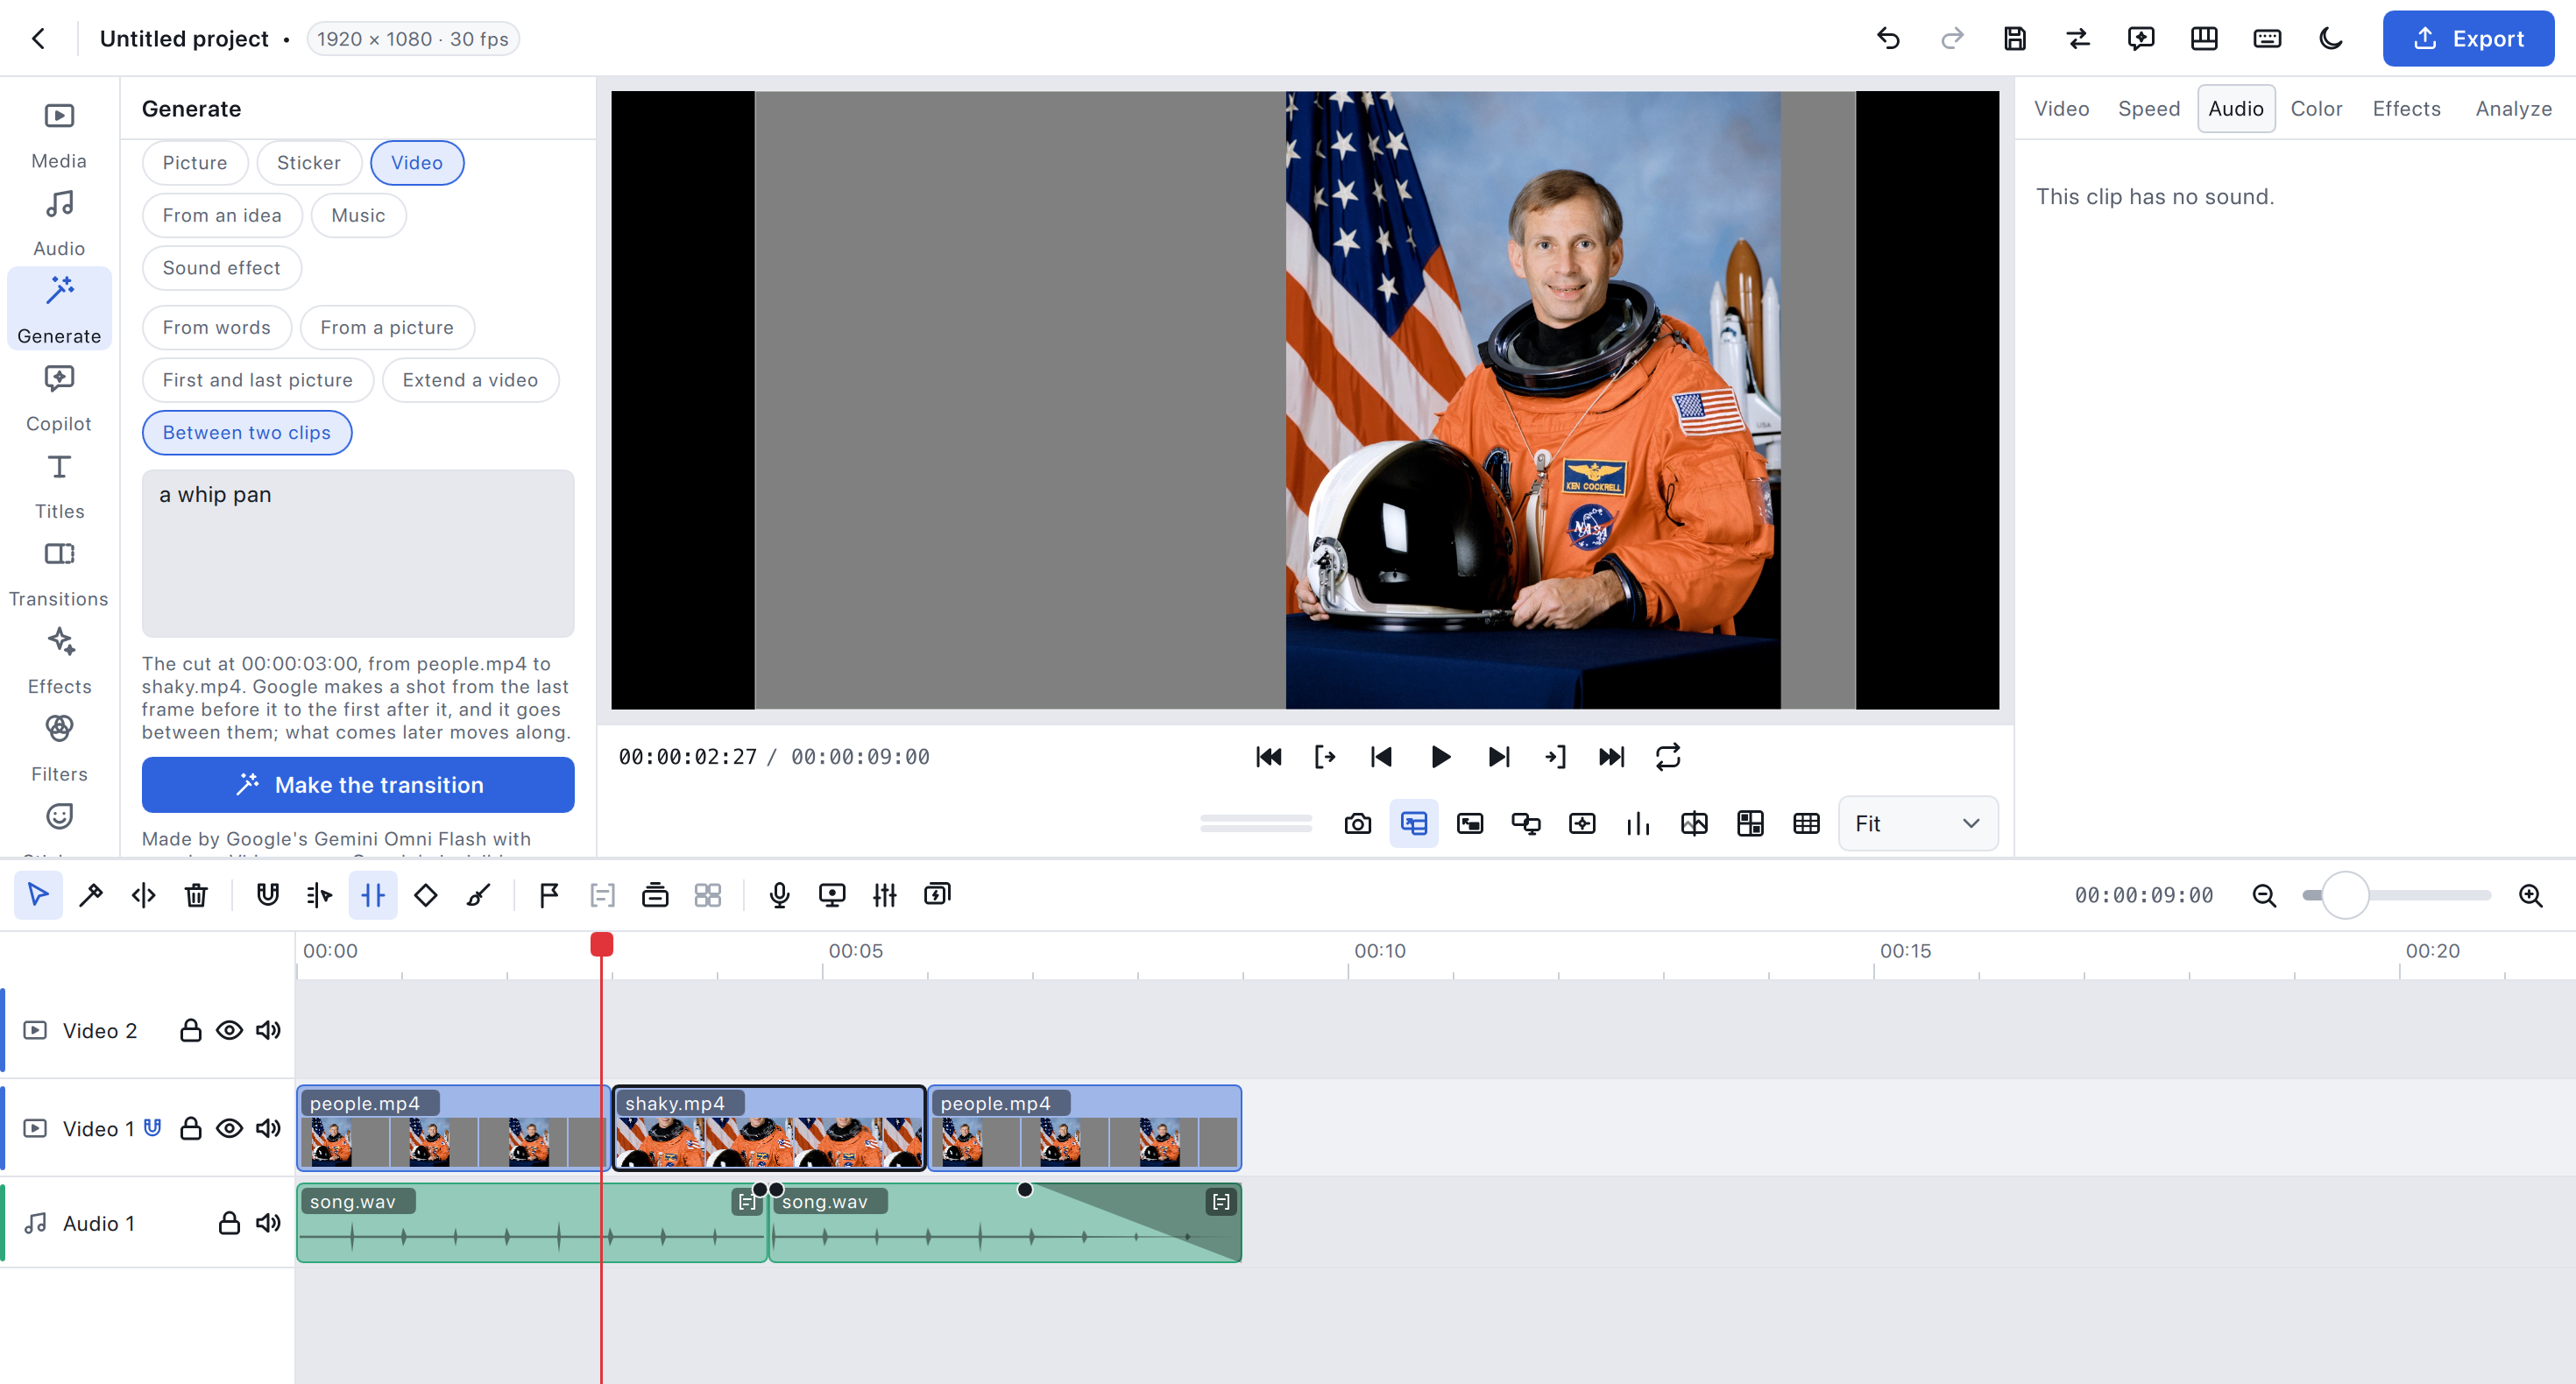 Untitled project • 1920 × 1080 · 30 fps
Export
Media
Audio
Generate
Copilot
Titles
Transitions
Effects
Filters
Generate
Picture Sticker Video
From an idea Music
Sound effect
From words From a picture
First and last picture Extend a video
Between two clips
a whip pan
The cut at 00:00:03:00, from people.mp4 to
shaky.mp4. Google makes a shot from the last
frame before it to the first after it, and it goes
between them; what comes later moves along.
Make the transition
Made by Google's Gemini Omni Flash with
USA
KEN COCKRELL
NASA
00:00:02:27 / 00:00:09:00
Fit
Video Speed Audio Color Effects Analyze
This clip has no sound.
00:00:09:00
00:00 00:05 00:10 00:15 00:20
Video 2
Video 1 people.mp4 shaky.mp4 people.mp4
Audio 1 song.wav song.wav